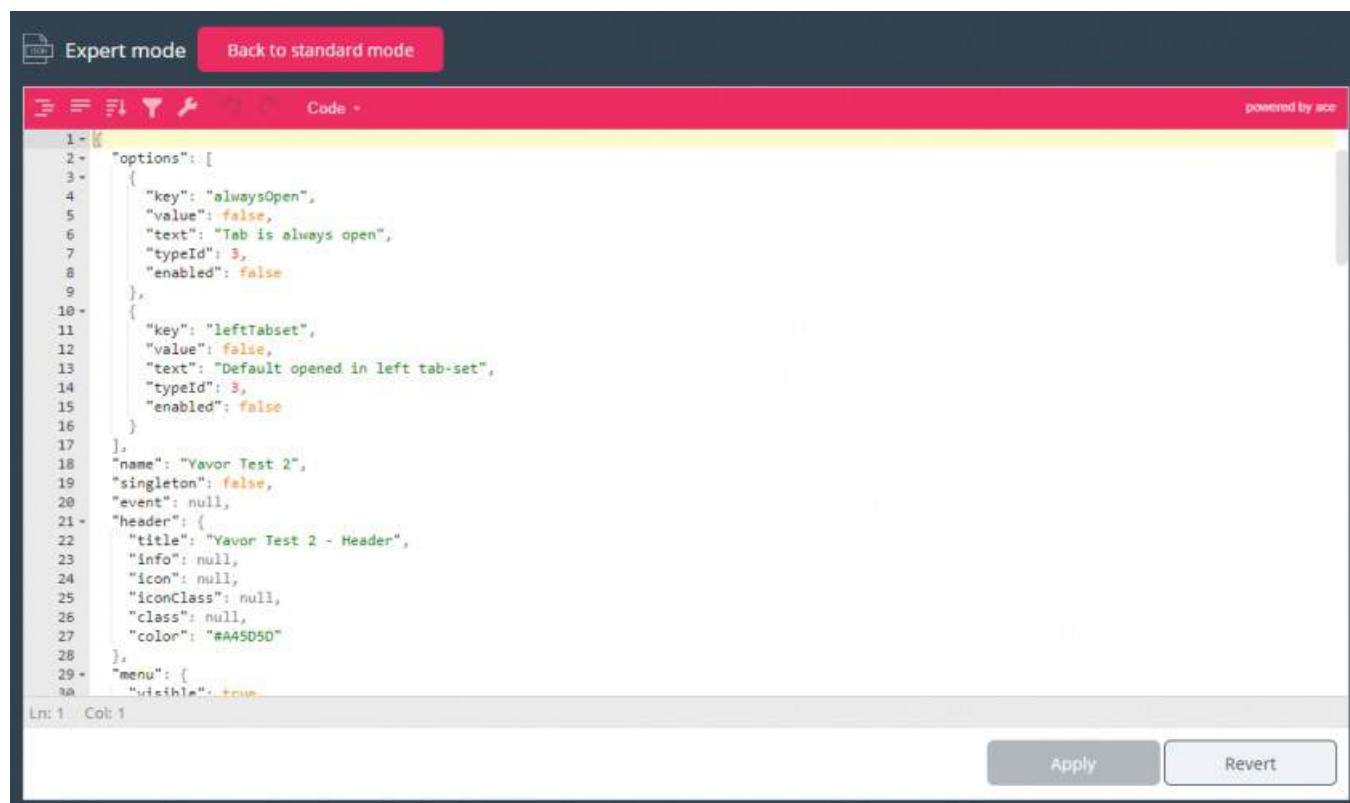 JSON Expert mode Back to standard mode
Code powered by ace
1 {
2 "options": [
3 {
4 "key": "alwaysOpen",
5 "value": false,
6 "text": "Tab is always open",
7 "typeId": 3,
8 "enabled": false
9 },
10 {
11 "key": "leftTabset",
12 "value": false,
13 "text": "Default opened in left tab-set",
14 "typeId": 3,
15 "enabled": false
16 }
17 ],
18 "name": "Yavor Test 2",
19 "singleton": false,
20 "event": null,
21 "header": {
22 "title": "Yavor Test 2 - Header",
23 "info": null,
24 "icon": null,
25 "iconClass": null,
26 "class": null,
27 "color": "#A45D5D"
28 },
29 "menu": {
30 "visible": true,
Ln: 1 Col: 1
Apply Revert